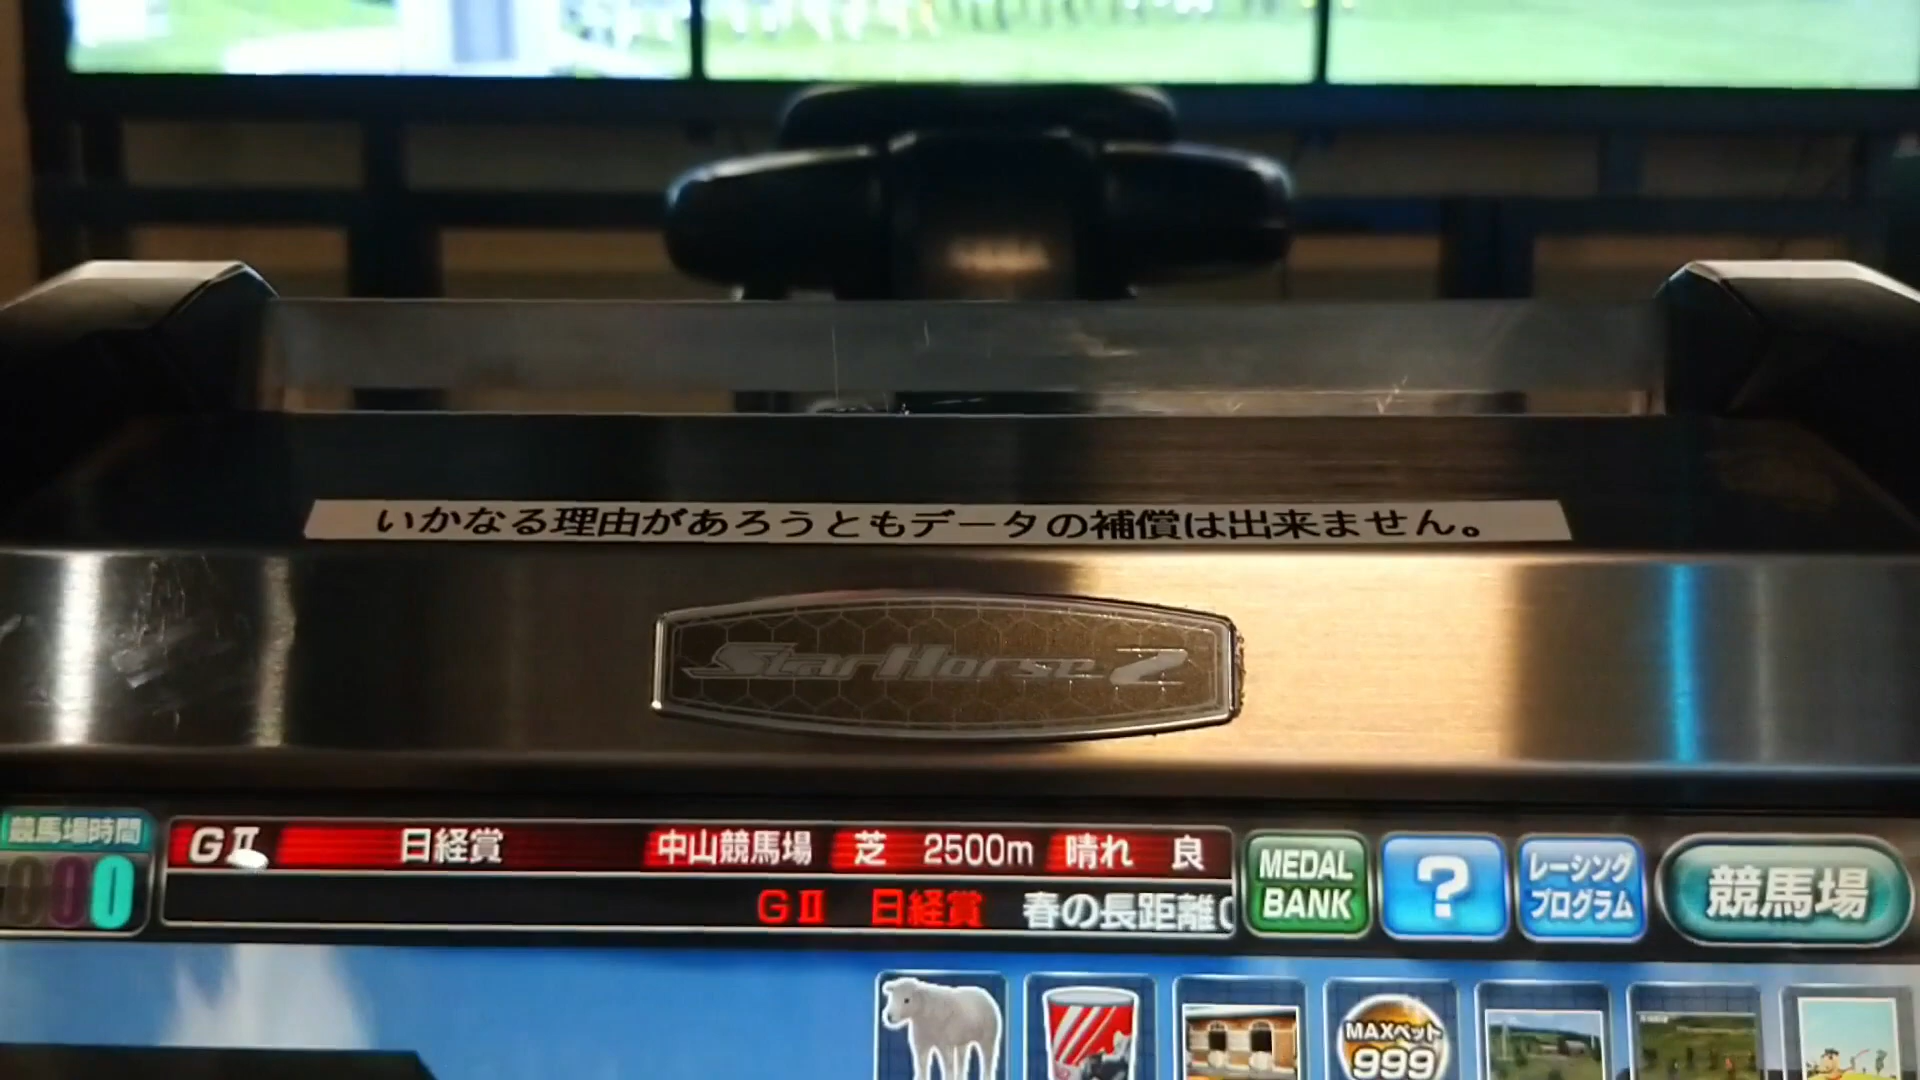 いかなる理由があろうともデータの補償は出来ません。
StarHorse2
競馬場時間
000
GⅡ 日経賞 中山競馬場 芝 2500m 晴れ 良
GⅡ 日経賞 春の長距離
MEDAL
BANK
?
レーシング
プログラム
競馬場
MAXベット
999